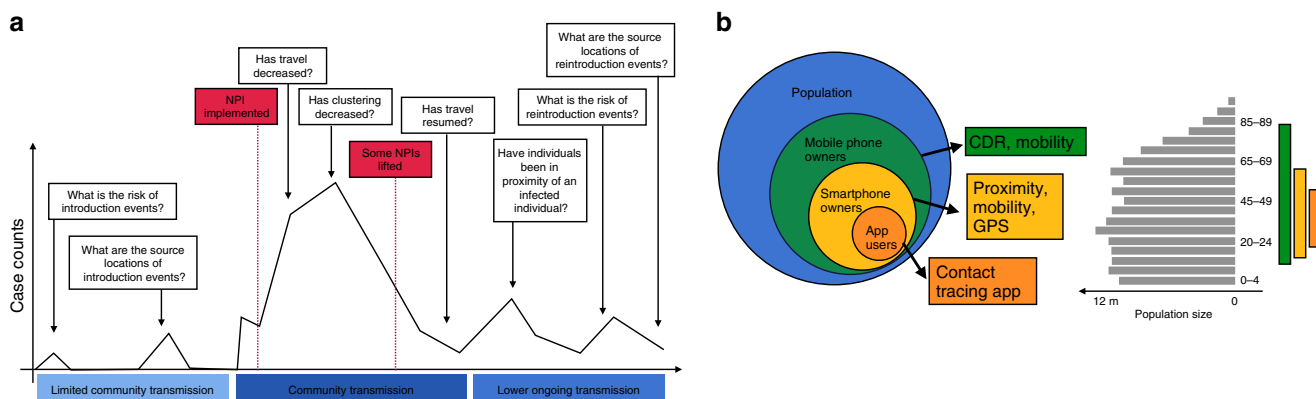 a
What are the source
locations of
reintroduction events?
Has travel
decreased?
NPI
implemented
Has clustering
decreased?
Has travel
resumed?
What is the risk of
reintroduction events?
Some NPIs
lifted
Have individuals
been in
proximity of an
infected
individual?
What is the risk of
introduction events?
What are the source
locations of
introduction events?
Case counts
Limited community transmission
Community transmission
Lower ongoing transmission
b
Population
Mobile phone
owners
Smartphone
owners
App
users
CDR, mobility
Proximity,
mobility,
GPS
Contact
tracing app
85–89
65–69
45–49
20–24
0–4
12 m
0
Population size